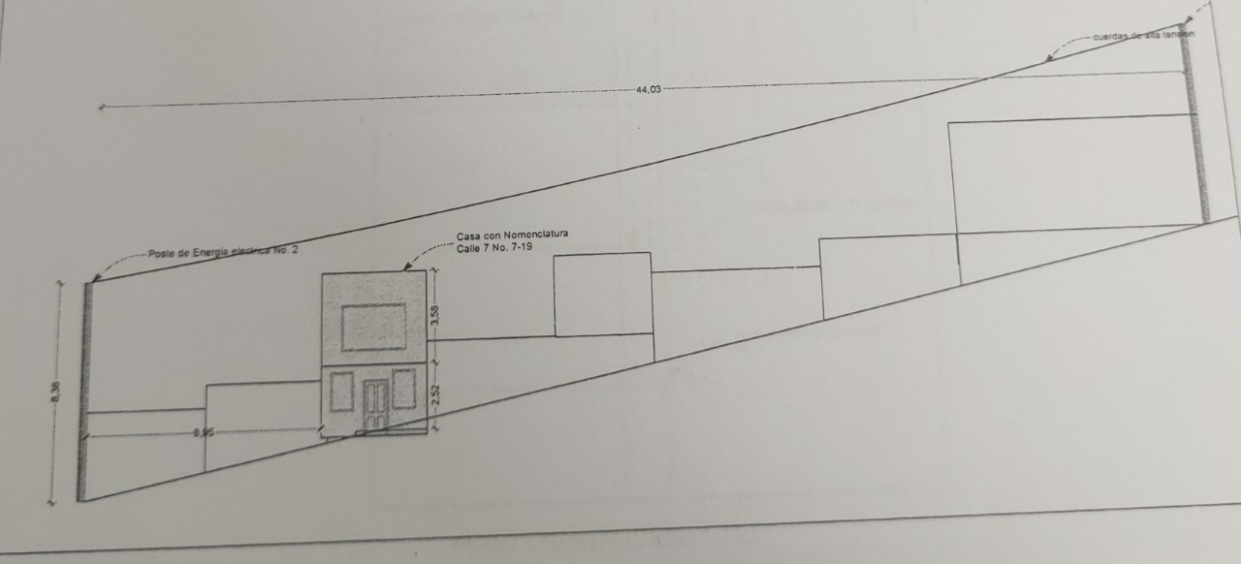 cuerdas de alta tension
44,03
Poste de Energia electrica No. 2
Casa con Nomenclatura
Calle 7 No. 7-19
3,58
2,52
8,38
8,95